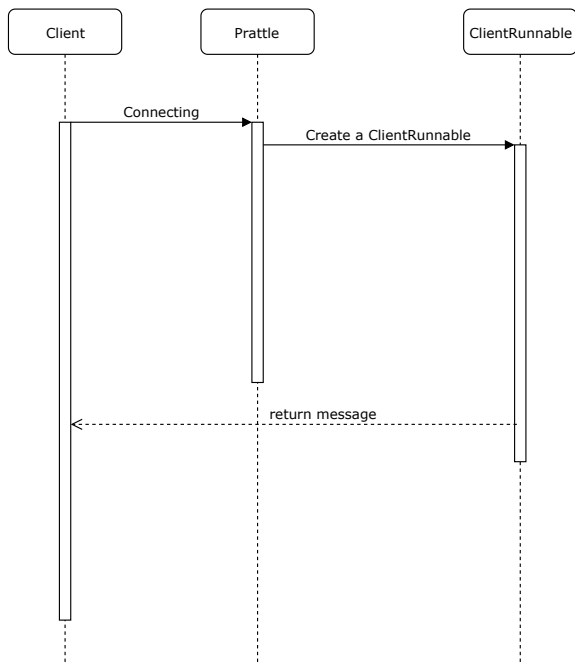 Client
Prattle
ClientRunnable
Connecting
Create a ClientRunnable
return message